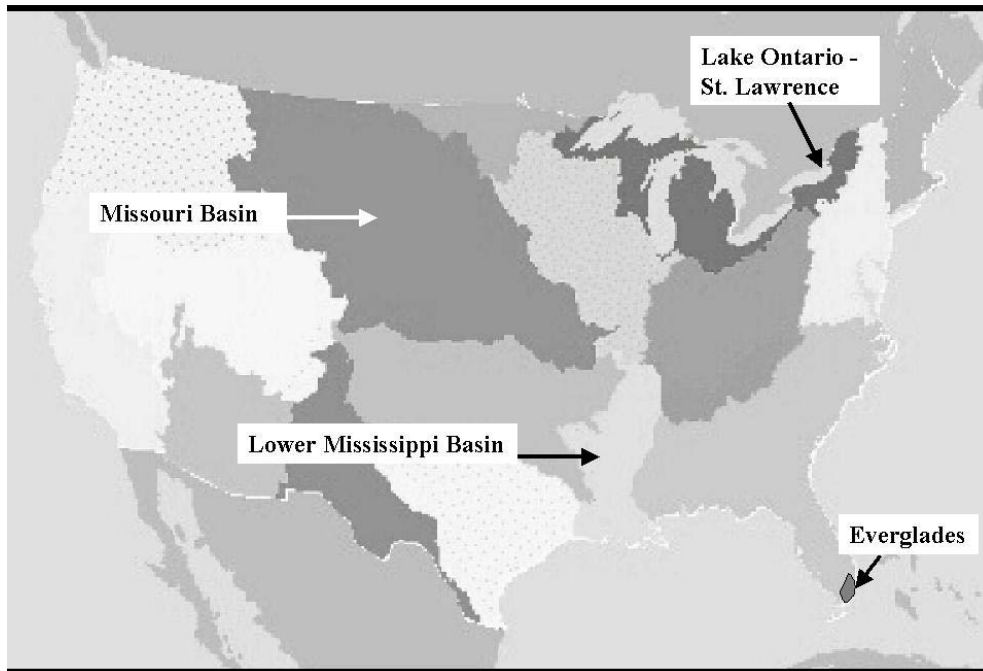 Lake Ontario -
St. Lawrence
Missouri Basin
Lower Mississippi Basin
Everglades